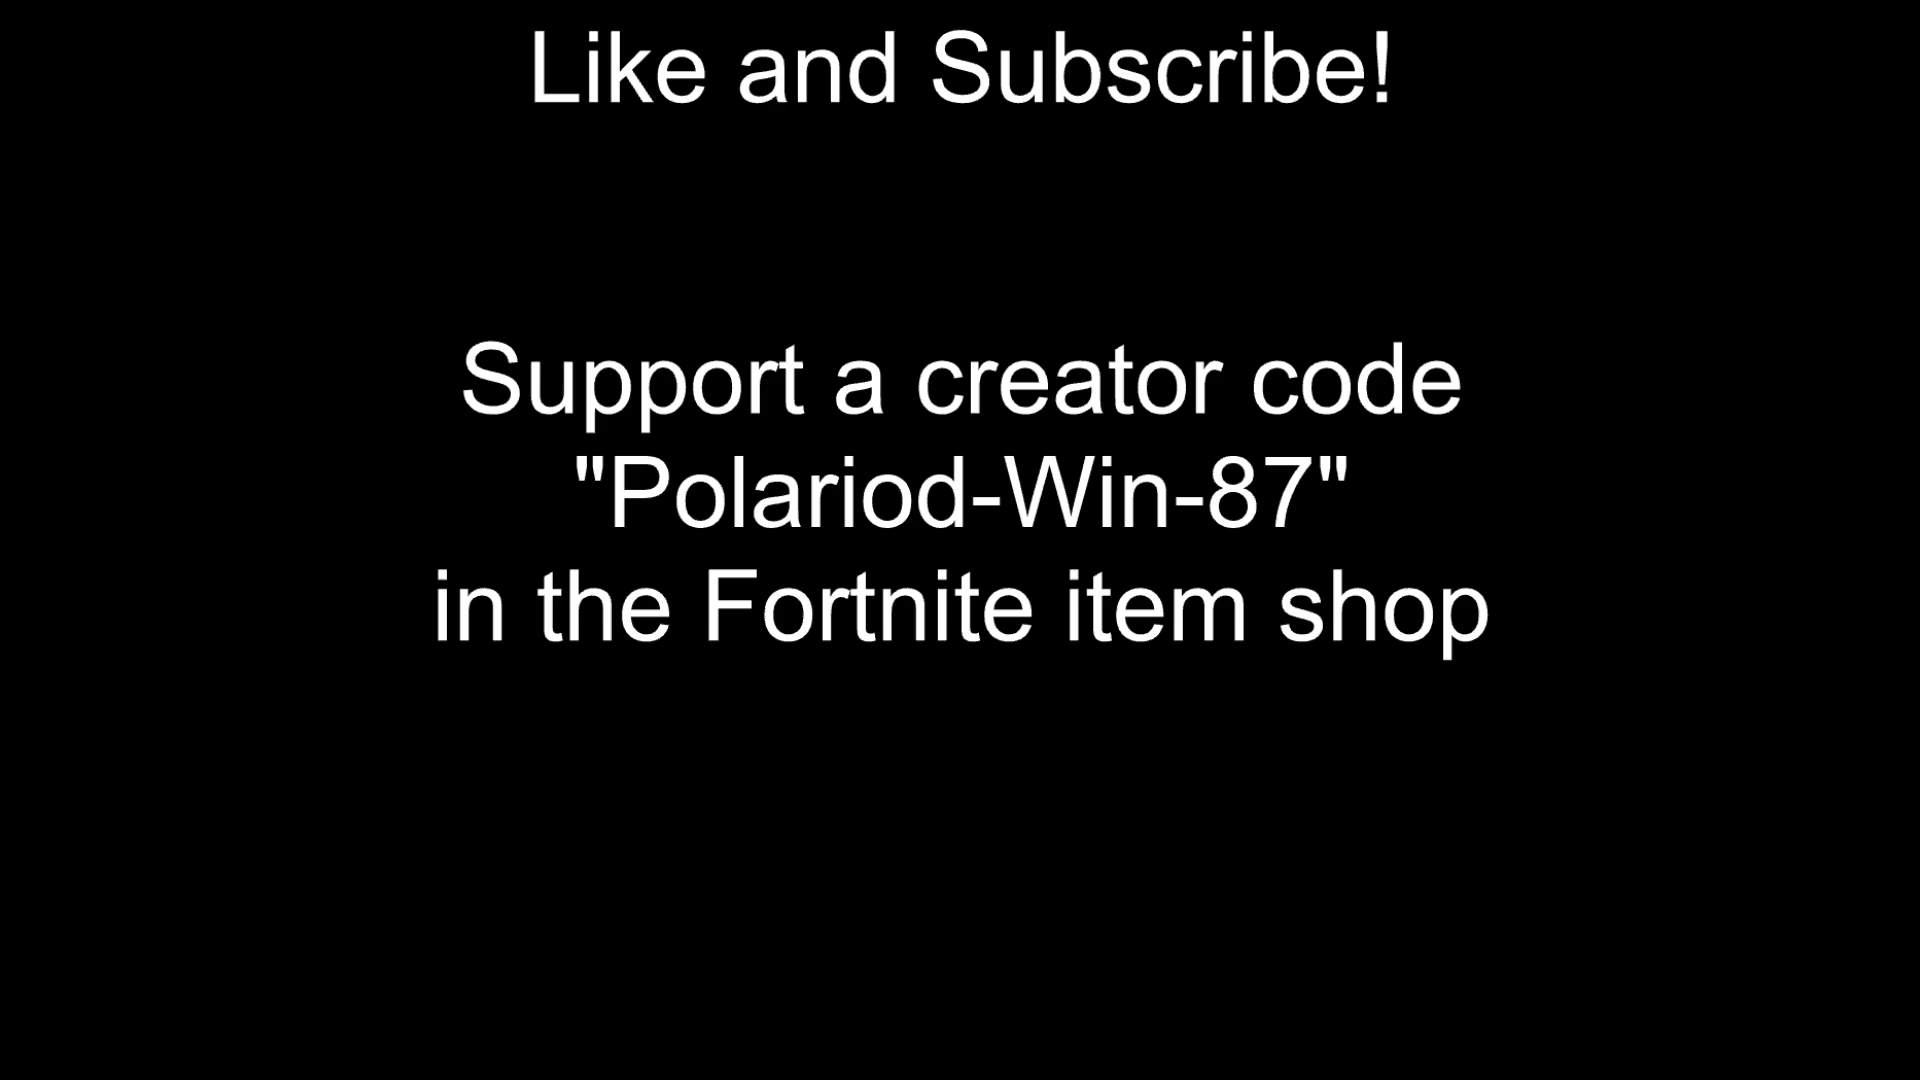 Like and Subscribe!
Support a creator code
"Polariod-Win-87"
in the Fortnite item shop